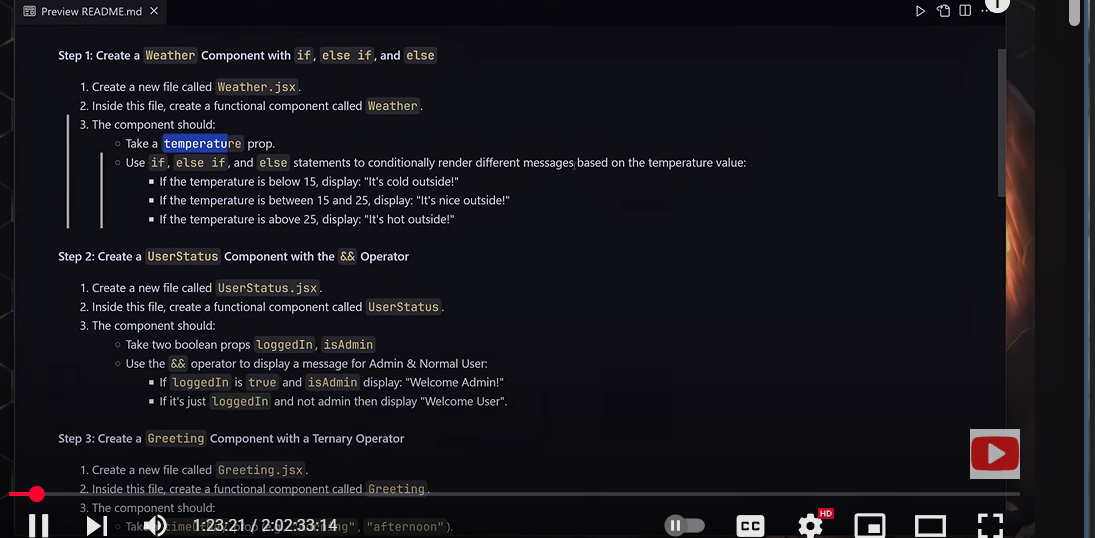 Preview README.md
Step 1: Create a Weather Component with if, else if, and else
1. Create a new file called Weather.jsx.
2. Inside this file, create a functional component called Weather.
3. The component should:
Take a temperature prop.
Use if, else if, and else statements to conditionally render different messages based on the temperature value:
If the temperature is below 15, display: "It's cold outside!"
If the temperature is between 15 and 25, display: "It's nice outside!"
If the temperature is above 25, display: "It's hot outside!"
Step 2: Create a UserStatus Component with the && Operator
1. Create a new file called UserStatus.jsx.
2. Inside this file, create a functional component called UserStatus.
3. The component should:
Take two boolean props loggedIn, isAdmin
Use the && operator to display a message for Admin & Normal User:
If loggedIn is true and isAdmin display: "Welcome Admin!"
If it's just loggedIn and not admin then display "Welcome User".
Step 3: Create a Greeting Component with a Ternary Operator
1. Create a new file called Greeting.jsx.
2. Inside this file, create a functional component called Greeting.
3. The component should:
"afternoon").
1:23:21 / 2:02:33:14
CC
HD